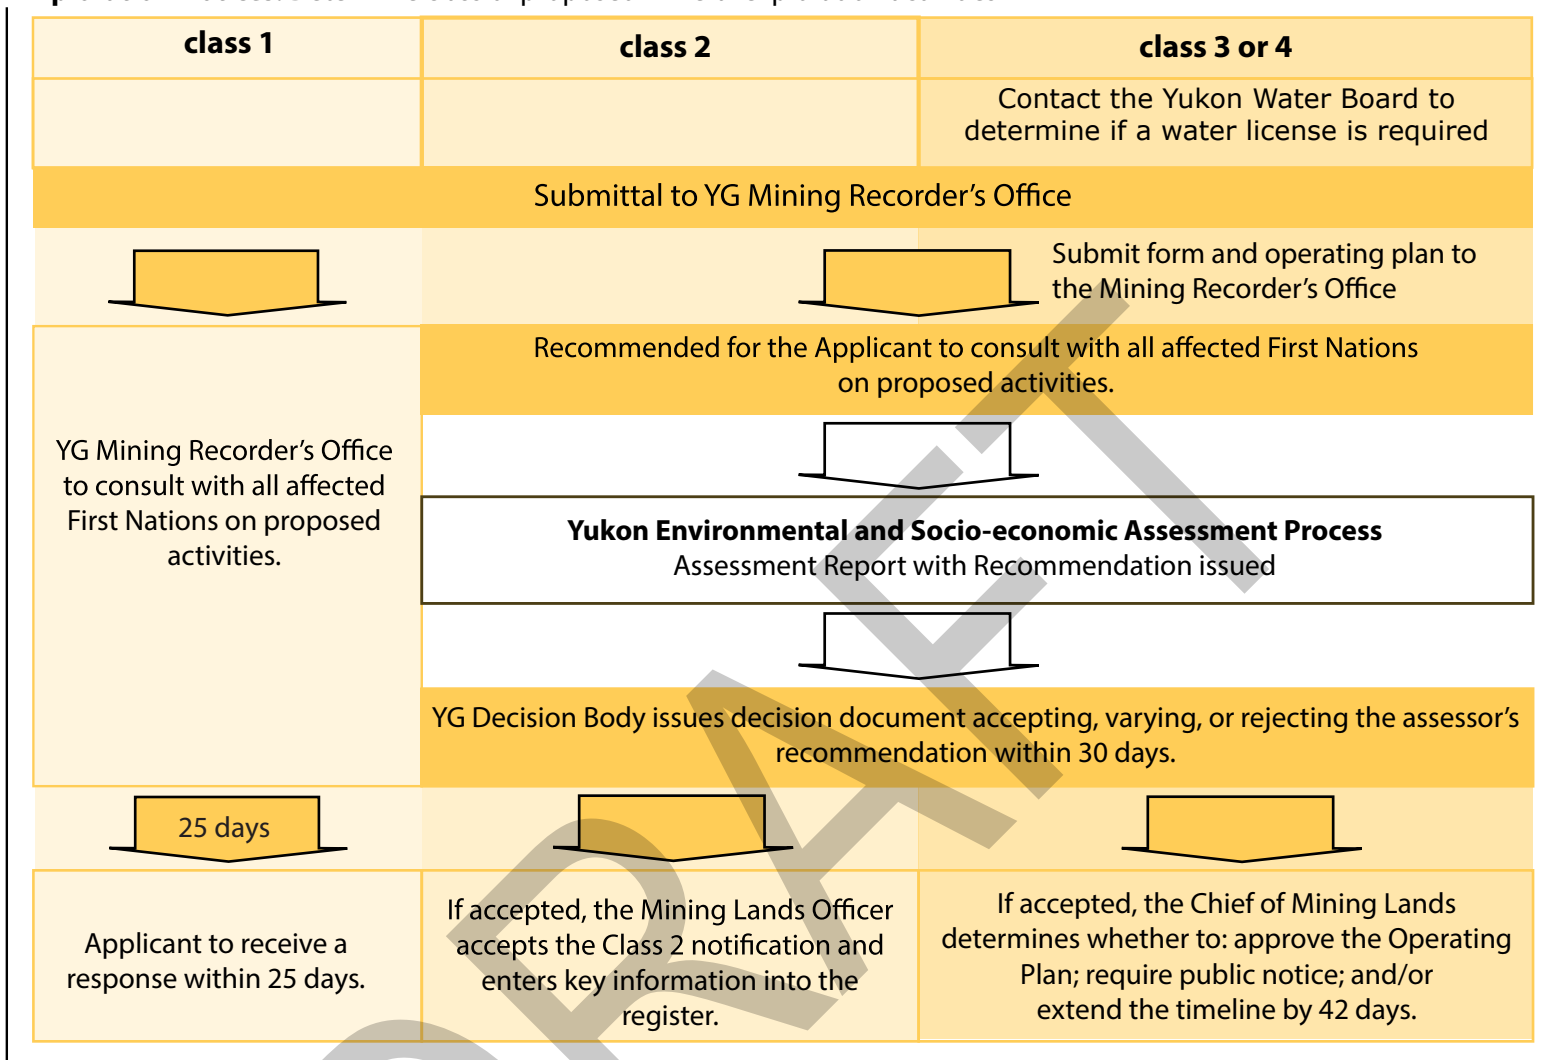 class 1
class 2
class 3 or 4
Contact the Yukon Water Board to
determine if a water license is required
Submittal to YG Mining Recorder's Office
Submit form and operating plan to
the Mining Recorder's Office
Recommended for the Applicant to consult with all affected First Nations
on proposed activities.
YG Mining Recorder's Office
to consult with all affected
First Nations on proposed
activities.
Yukon Environmental and Socio-economic Assessment Process
Assessment Report with Recommendation issued
YG Decision Body issues decision document accepting, varying, or rejecting the assessor's
recommendation within 30 days.
25 days
Applicant to receive a
response within 25 days.
If accepted, the Mining Lands Officer
accepts the Class 2 notification and
enters key information into the
register.
If accepted, the Chief of Mining Lands
determines whether to: approve the Operating
Plan; require public notice; and/or
extend the timeline by 42 days.
DRAFT